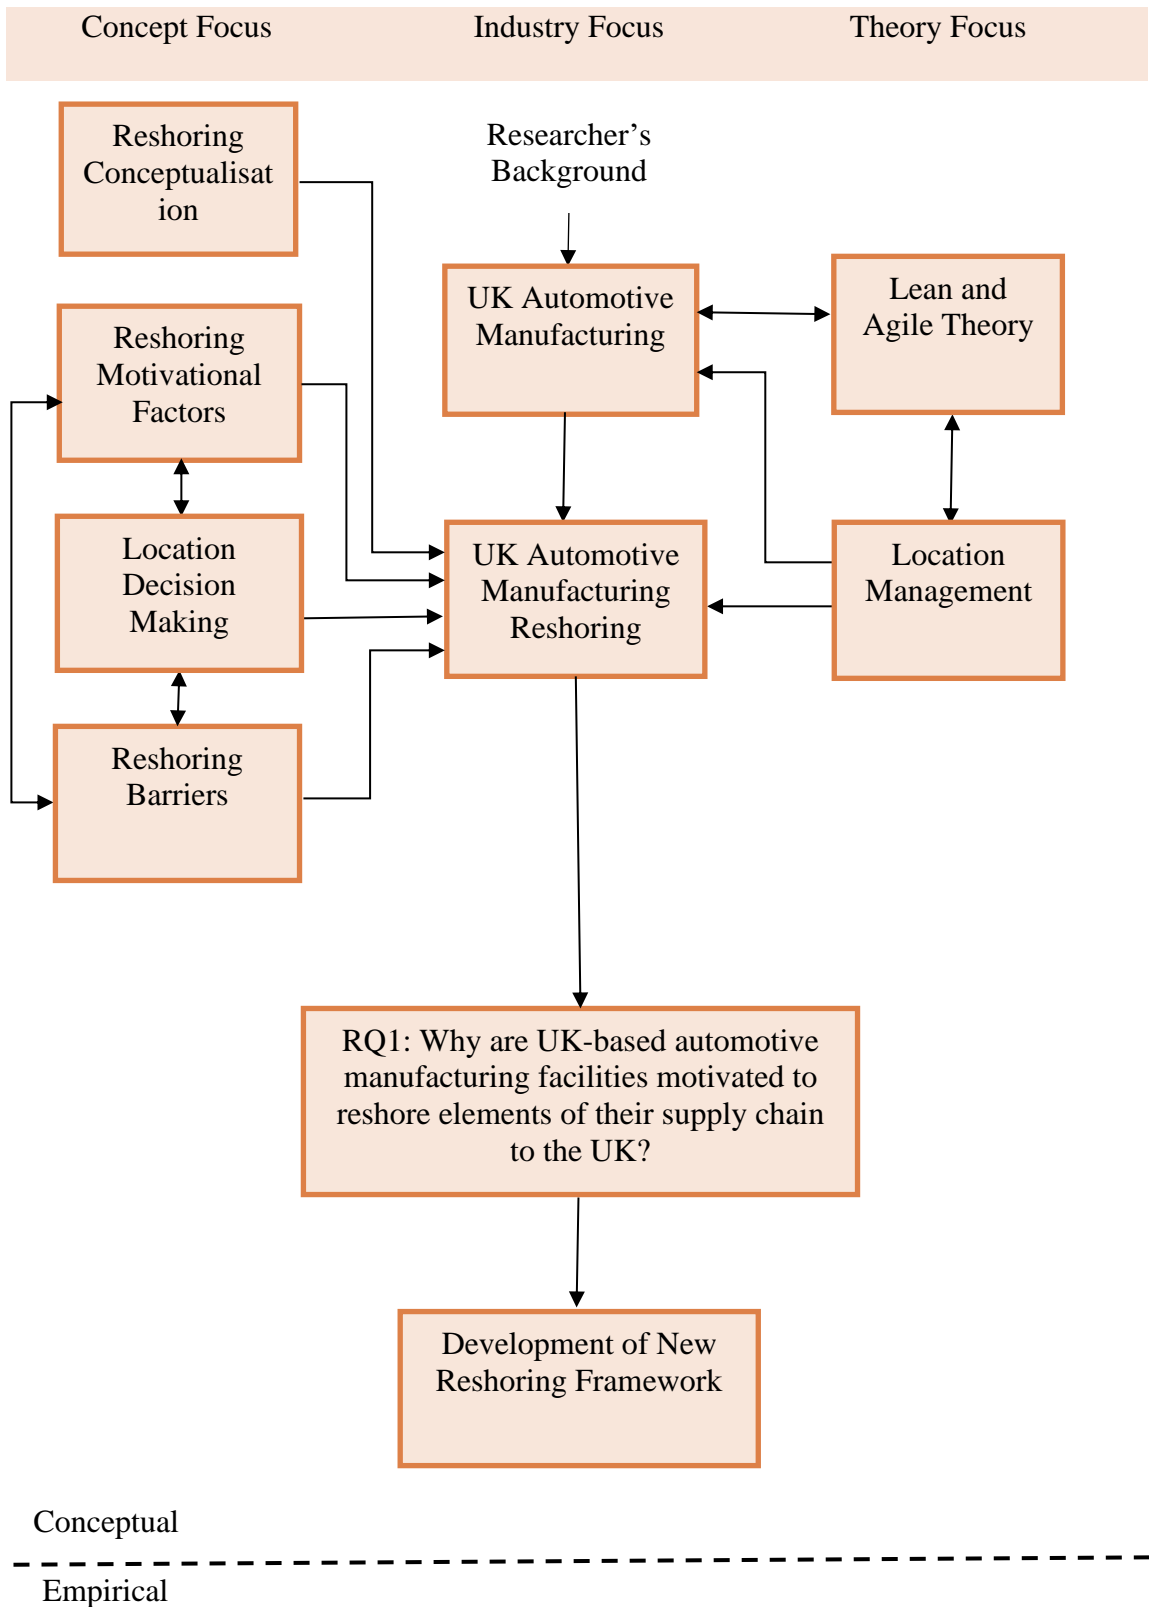 Concept Focus
Industry Focus
Theory Focus
Reshoring
Conceptualisat
ion
Researcher’s
Background
UK Automotive
Manufacturing
Lean and
Agile Theory
Reshoring
Motivational
Factors
Location
Decision
Making
UK Automotive
Manufacturing
Reshoring
Location
Management
Reshoring
Barriers
RQ1: Why are UK-based automotive
manufacturing facilities motivated to
reshore elements of their supply chain
to the UK?
Development of New
Reshoring Framework
Conceptual
Empirical